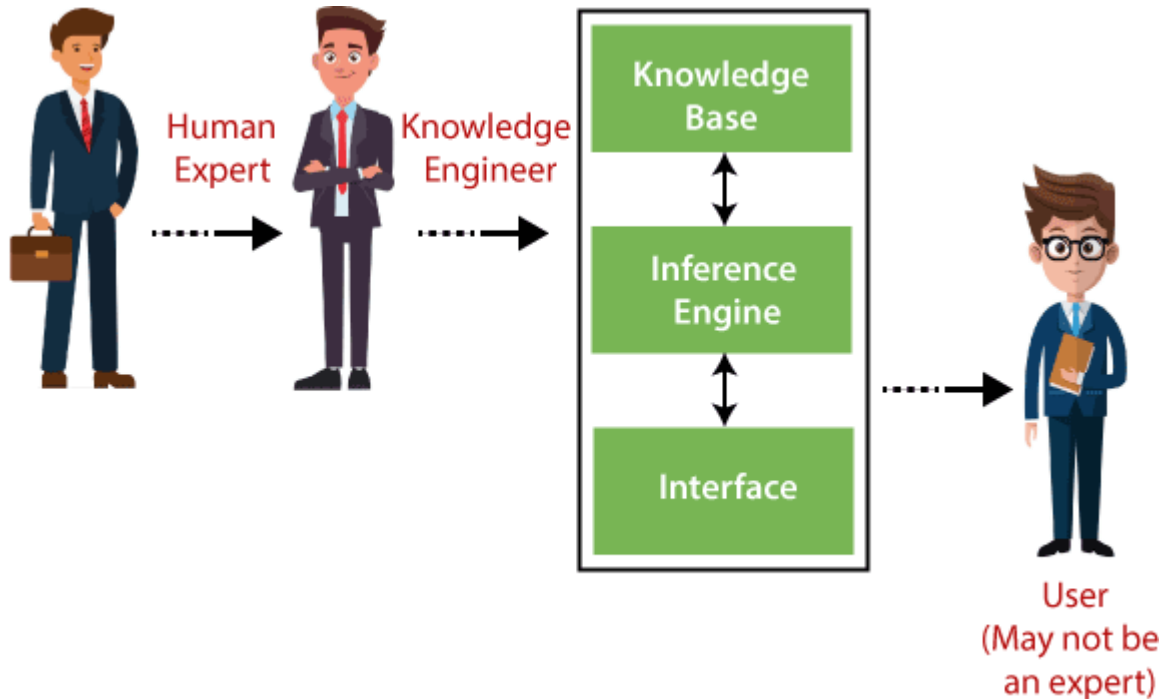 Human
Expert
Knowledge
Engineer
Knowledge
Base
Inference
Engine
Interface
User
(May not be
an expert)